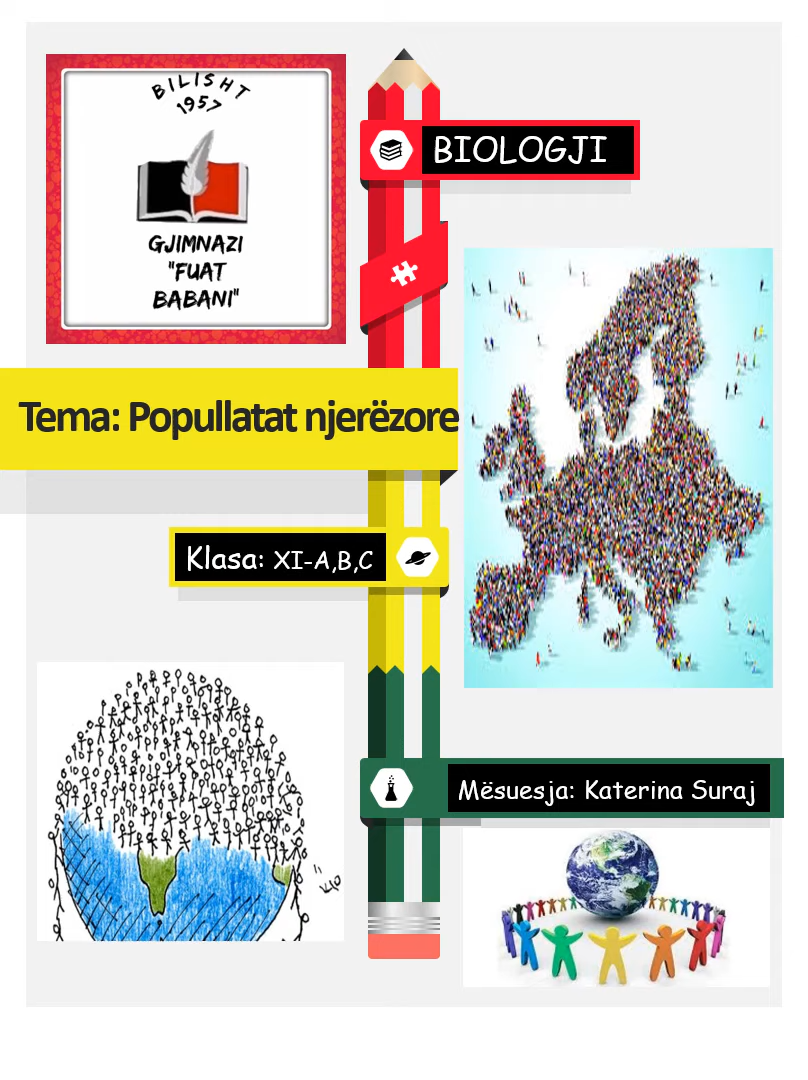 BILISHT
1957
GJIMNAZI
"FUAT
BABANI"
BIOLOGJI
Tema: Popullatat njerëzore
Klasa: XI-A,B,C
Mësuesja: Katerina Suraj